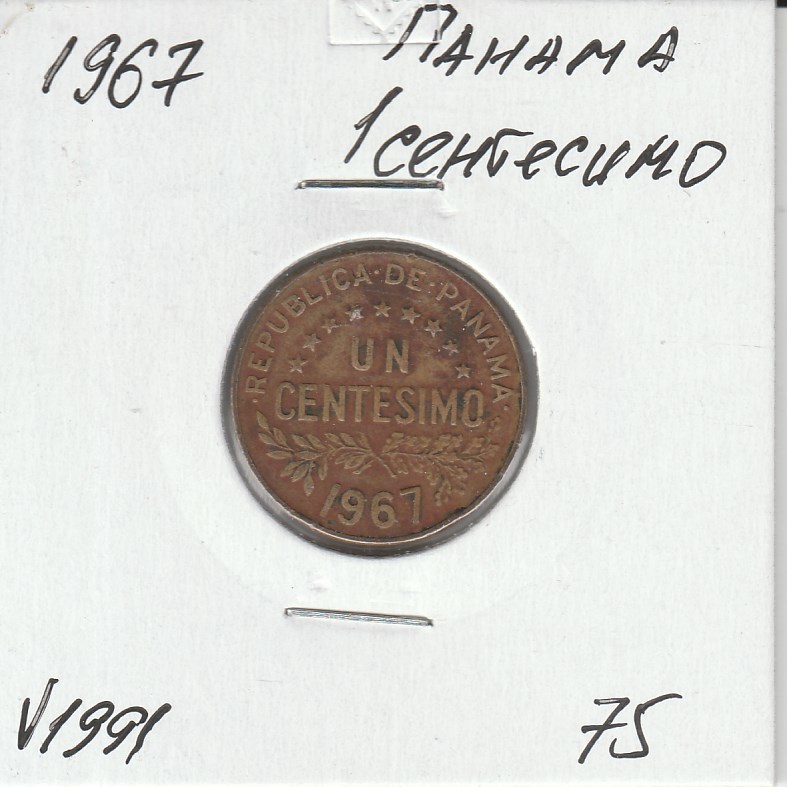 1967
Панама
1 сентесимо
·REPUBLICA·DE·PANAMA·
UN
CENTESIMO
1967
V1991
75